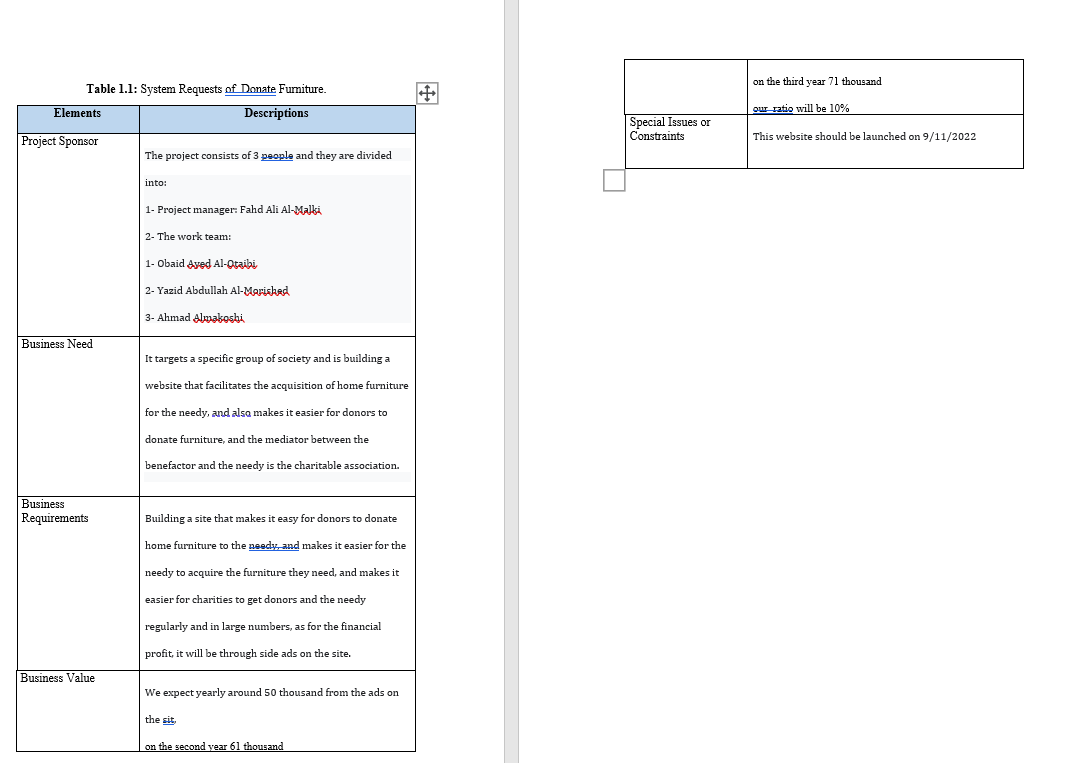 Table 1.1: System Requests of Donate Furniture.
Elements
Descriptions
Project Sponsor
The project consists of 3 people and they are divided
into:
1- Project manager: Fahd Ali Al-Malki
2- The work team:
1- Obaid Ayed Al-Otaibi
2- Yazid Abdullah Al-Morished
3- Ahmad Almakoshi
Business Need
It targets a specific group of society and is building a
website that facilitates the acquisition of home furniture
for the needy, and also makes it easier for donors to
donate furniture, and the mediator between the
benefactor and the needy is the charitable association.
Business
Requirements
Building a site that makes it easy for donors to donate
home furniture to the needy, and makes it easier for the
needy to acquire the furniture they need, and makes it
easier for charities to get donors and the needy
regularly and in large numbers, as for the financial
profit, it will be through side ads on the site.
Business Value
We expect yearly around 50 thousand from the ads on
the sit,
on the second year 61 thousand
on the third year 71 thousand
our ratio will be 10%
Special Issues or
Constraints
This website should be launched on 9/11/2022